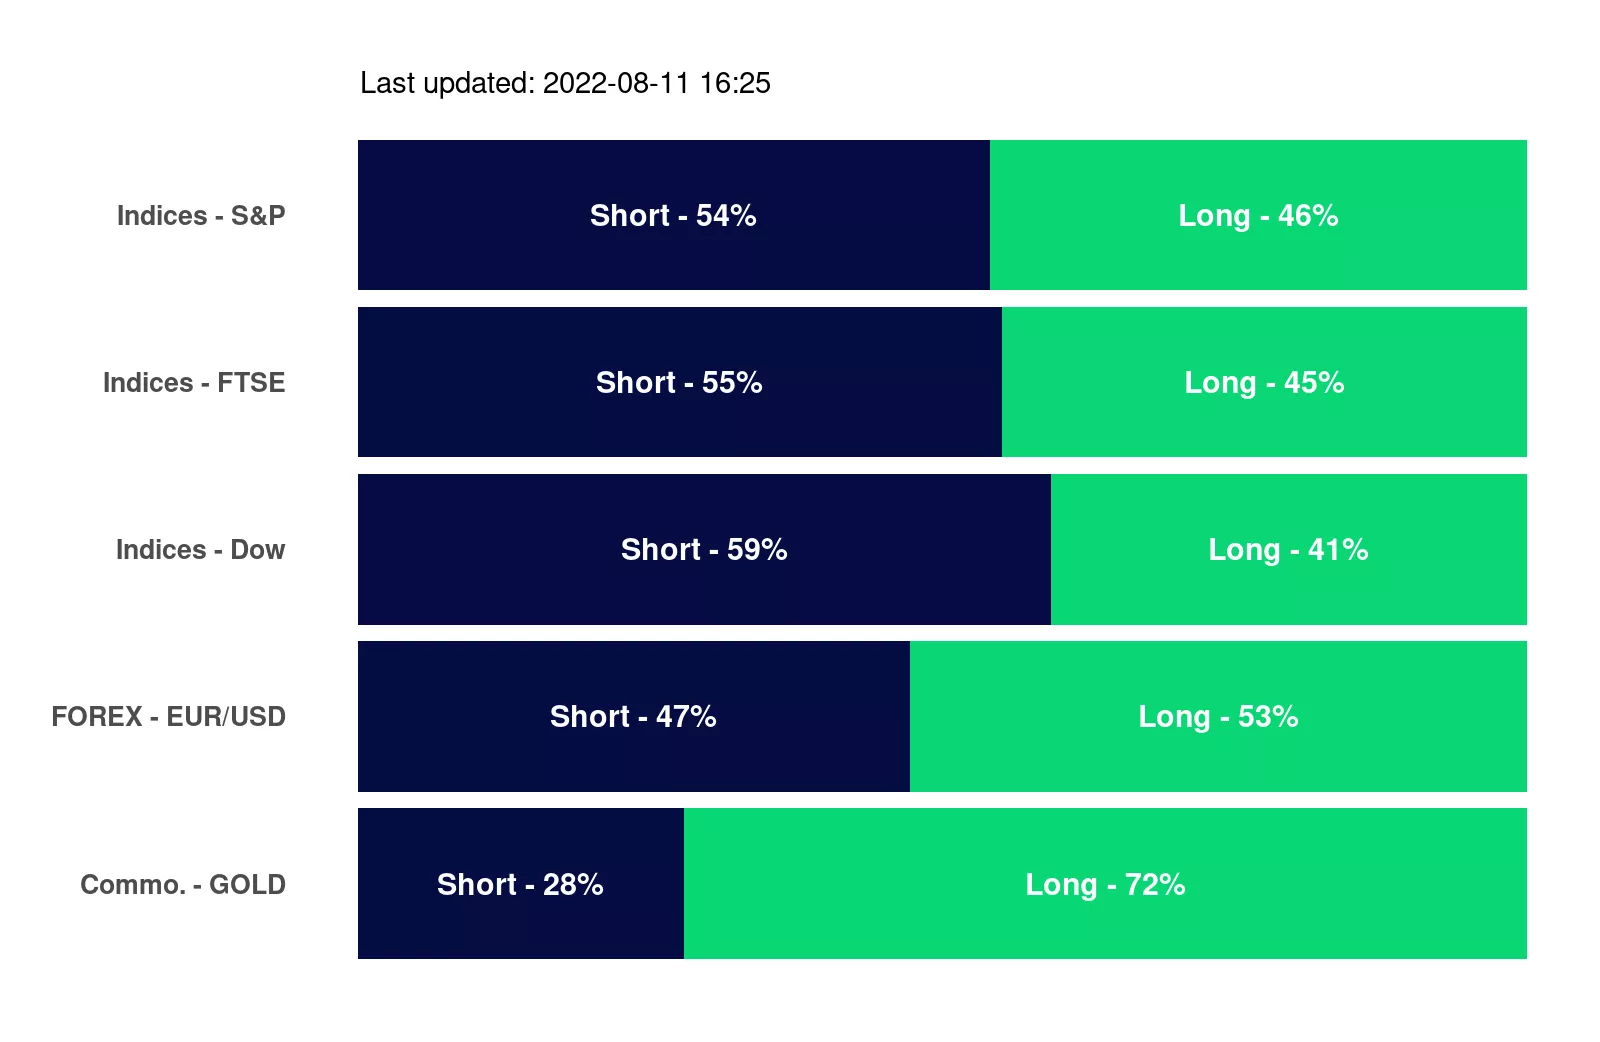 Last updated: 2022-08-11 16:25
Indices - S&P Short - 54% Long - 46%
Indices - FTSE Short - 55% Long - 45%
Indices - Dow Short - 59% Long - 41%
FOREX - EUR/USD Short - 47% Long - 53%
Commo. - GOLD Short - 28% Long - 72%